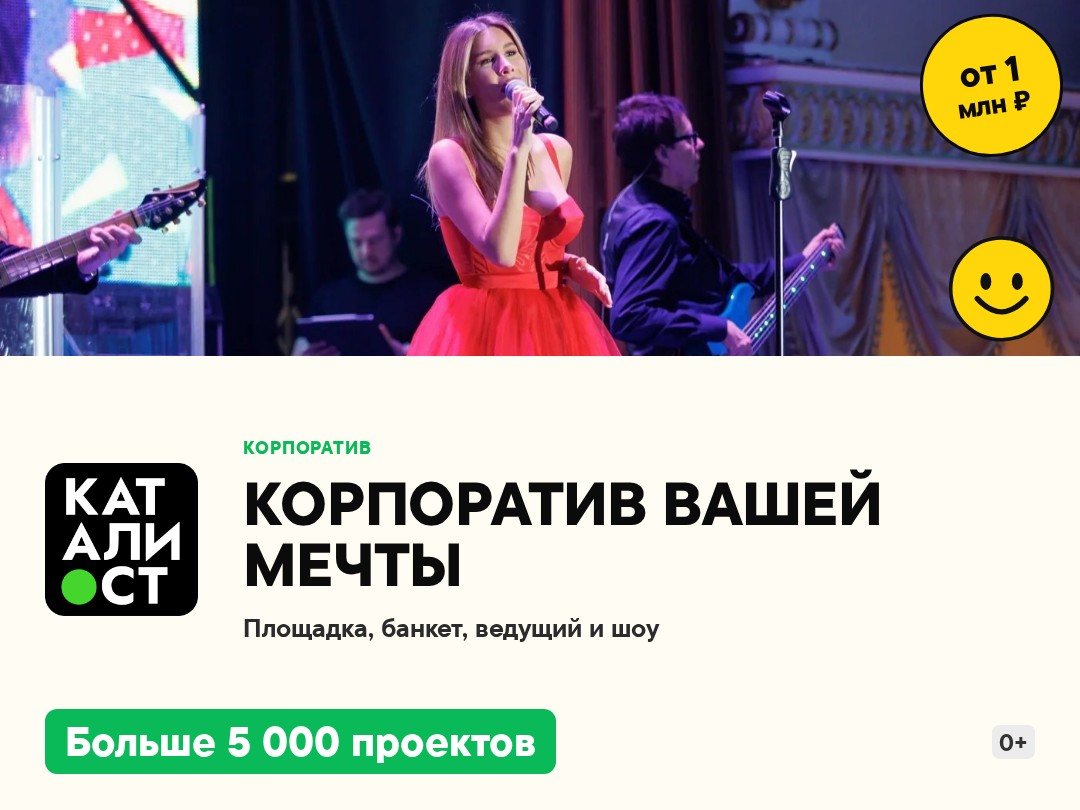 от 1
млн ₽
КОРПОРАТИВ
КАТ
АЛИ
СТ
КОРПОРАТИВ ВАШЕЙ
МЕЧТЫ
Площадка, банкет, ведущий и шоу
Больше 5 000 проектов
0+